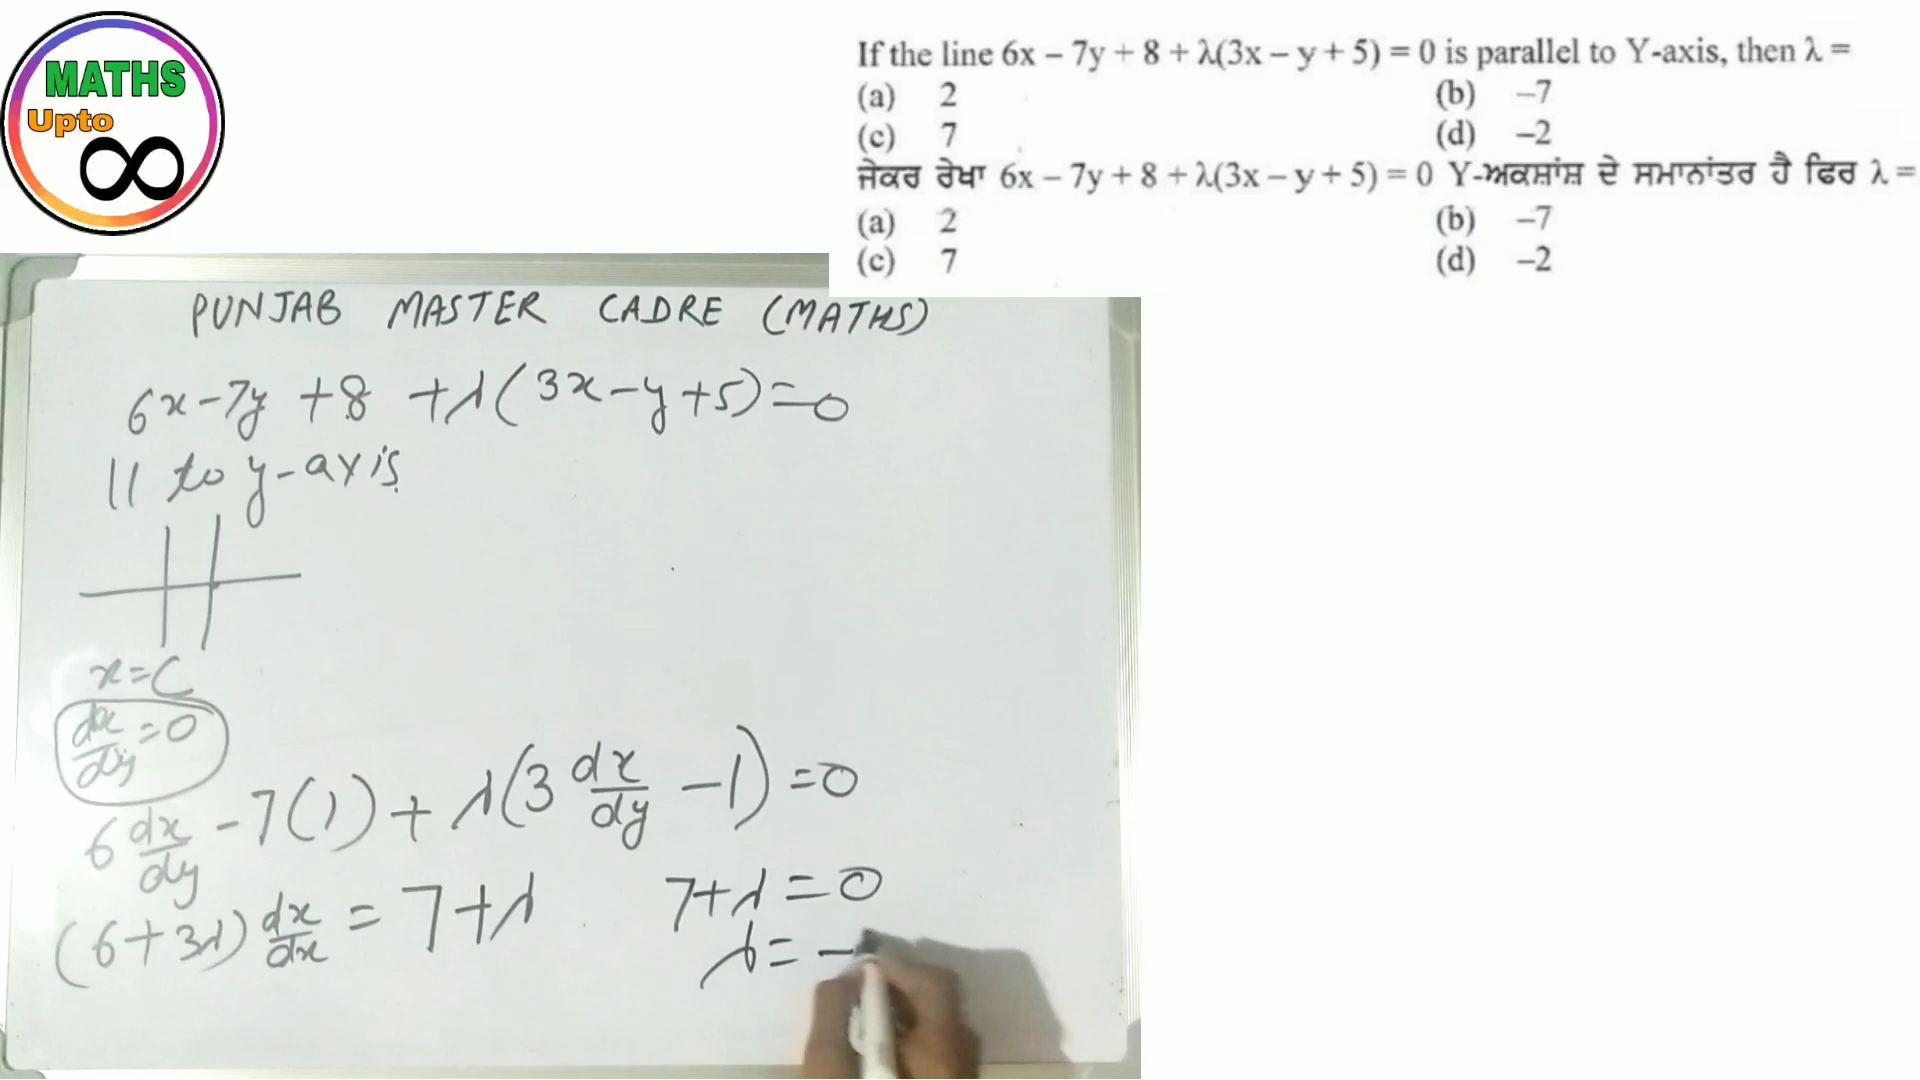 MATHS
Upto
∞
If the line 6x – 7y + 8 + λ(3x – y + 5) = 0 is parallel to Y-axis, then λ =
(a) 2 (b) –7
(c) 7 (d) –2
ਜੇਕਰ ਰੇਖਾ 6x – 7y + 8 + λ(3x – y + 5) = 0 Y-ਅਕਸ਼ਾਂਸ਼ ਦੇ ਸਮਾਨਾਂਤਰ ਹੈ ਫਿਰ λ =
(a) 2 (b) –7
(c) 7 (d) –2
PUNJAB MASTER CADRE (MATHS)
6x-7y +8 +λ(3x-y+5)=0
|| to y-axis.
x=C
dx/dy =0
6 dx/dy -7(1) + λ(3 dx/dy -1) =0
(6+3λ) dx/dx = 7+λ 7+λ =0
λ= -